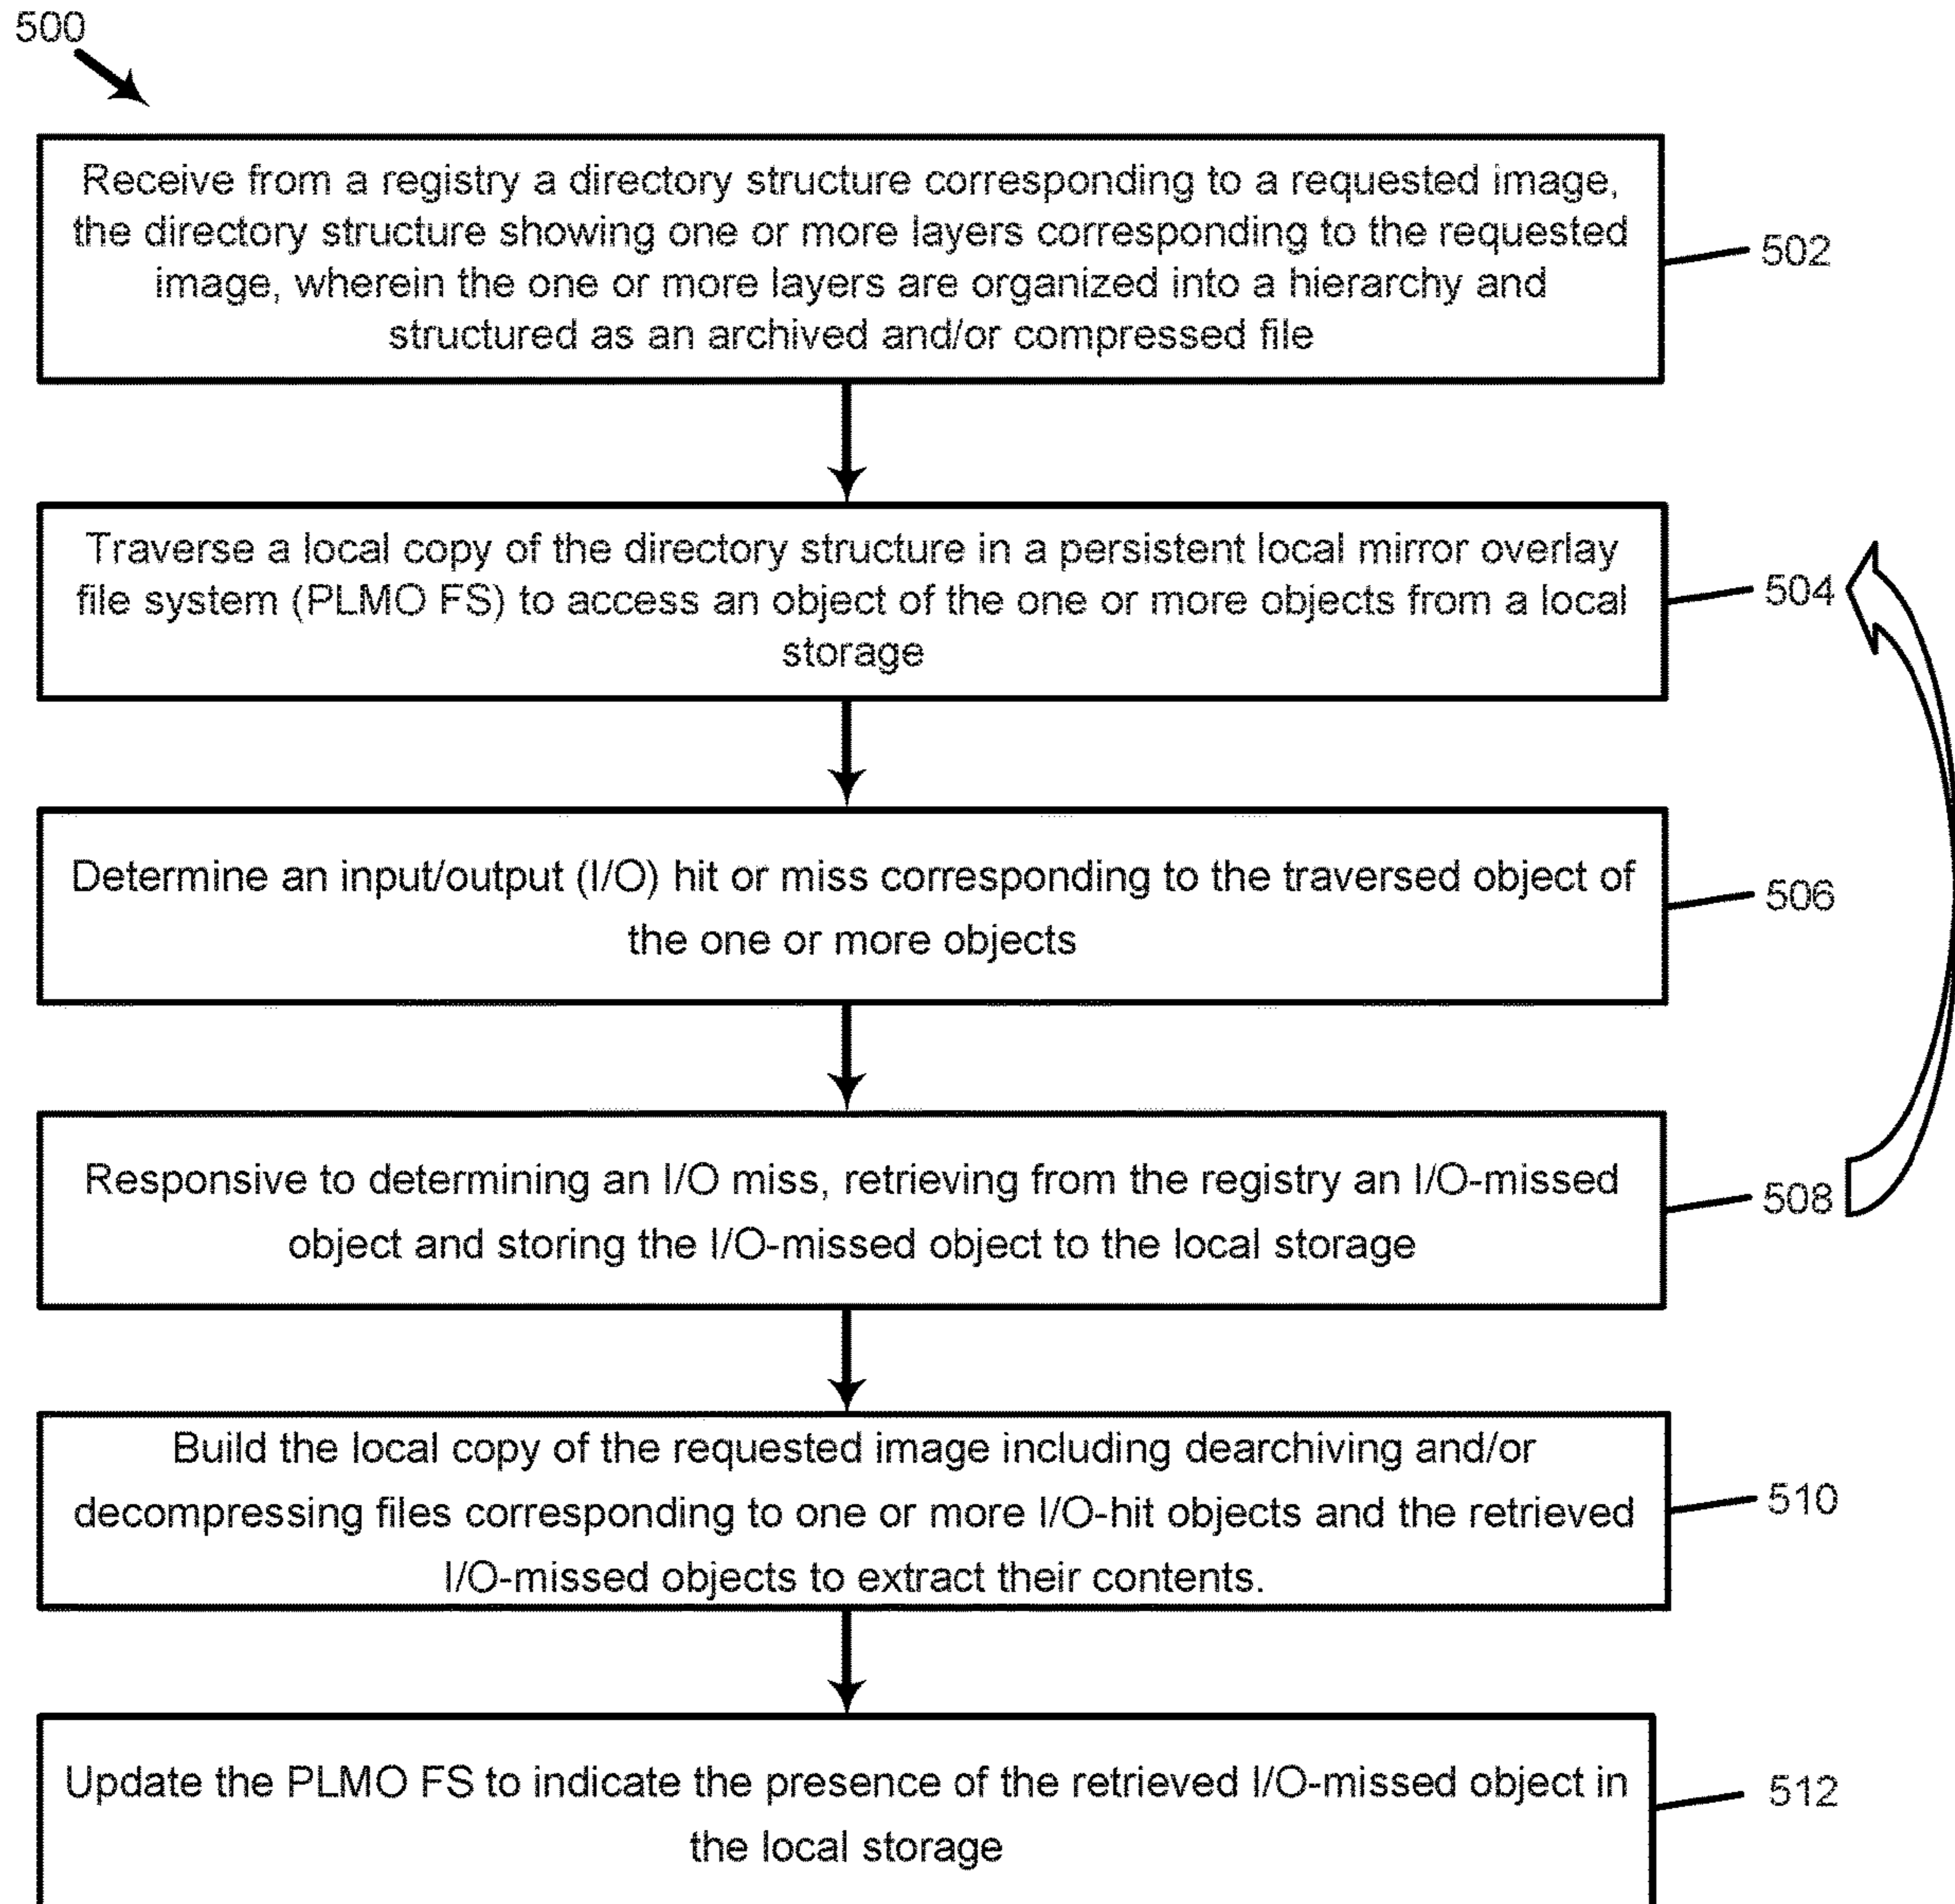 500
Receive from a registry a directory structure corresponding to a requested image,
the directory structure showing one or more layers corresponding to the requested
image, wherein the one or more layers are organized into a hierarchy and
structured as an archived and/or compressed file
502
Traverse a local copy of the directory structure in a persistent local mirror overlay
file system (PLMO FS) to access an object of the one or more objects from a local
storage
504
Determine an input/output (I/O) hit or miss corresponding to the traversed object of
the one or more objects
506
Responsive to determining an I/O miss, retrieving from the registry an I/O-missed
object and storing the I/O-missed object to the local storage
508
Build the local copy of the requested image including dearchiving and/or
decompressing files corresponding to one or more I/O-hit objects and the retrieved
I/O-missed objects to extract their contents.
510
Update the PLMO FS to indicate the presence of the retrieved I/O-missed object in
the local storage
512